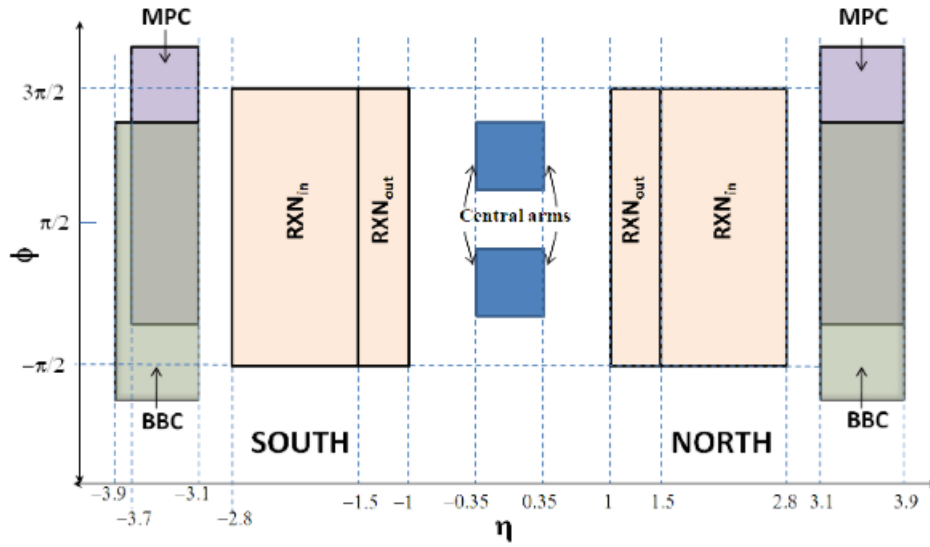 MPC
MPC
3π/2
RXNin
RXNout
RXNout
RXNin
Central arms
π/2
ϕ
−π/2
BBC
SOUTH
NORTH
BBC
−3.9
−3.7
−3.1
−2.8
−1.5
−1
−0.35
0.35
1
1.5
2.8
3.1
3.9
η